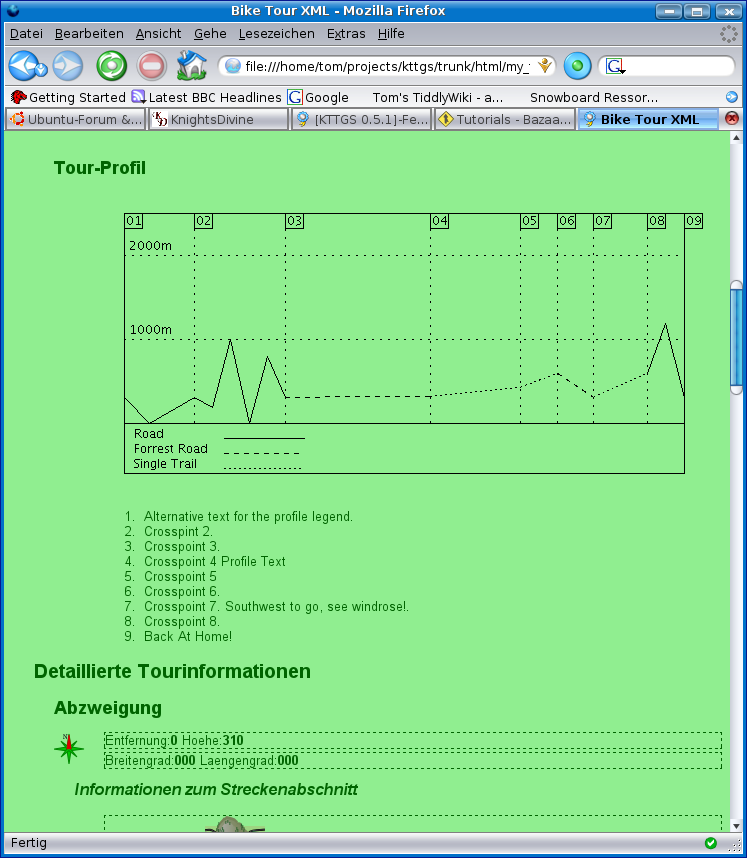 Bike Tour XML - Mozilla Firefox
Datei Bearbeiten Ansicht Gehe Lesezeichen Extras Hilfe
file:///home/tom/projects/kttgs/trunk/html/my_
G
Getting Started Latest BBC Headlines G Google Tom's TiddlyWiki - a... Snowboard Ressor...
Ubuntu-Forum &... KD KnightsDivine [KTTGS 0.5.1]-Fe... Tutorials - Bazaa... Bike Tour XML
Tour-Profil
01 02 03 04 05 06 07 08 09
2000m
1000m
Road
Forrest Road
Single Trail
1. Alternative text for the profile legend.
2. Crosspint 2.
3. Crosspoint 3.
4. Crosspoint 4 Profile Text
5. Crosspoint 5
6. Crosspoint 6.
7. Crosspoint 7. Southwest to go, see windrose!.
8. Crosspoint 8.
9. Back At Home!
Detaillierte Tourinformationen
Abzweigung
N
Entfernung:0 Hoehe:310
Breitengrad:000 Laengengrad:000
Informationen zum Streckenabschnitt
Fertig